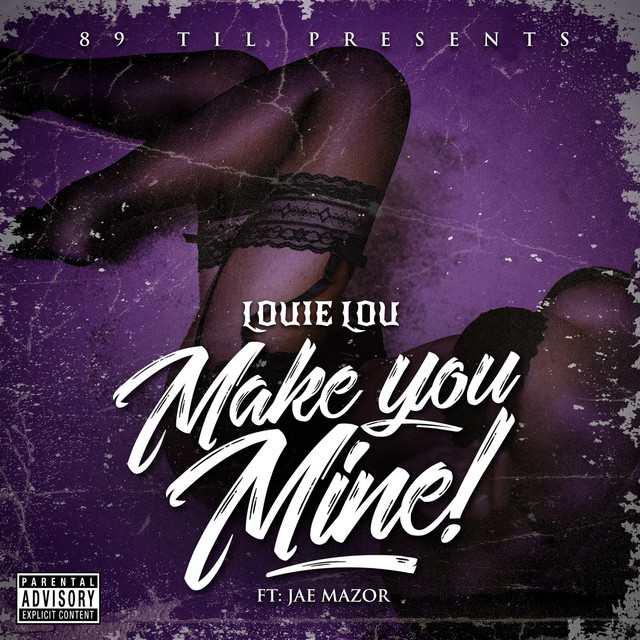 89 TIL PRESENTS
LOUIE LOU
Make you
Mine!
FT: JAE MAZOR
PARENTAL
ADVISORY
EXPLICIT CONTENT